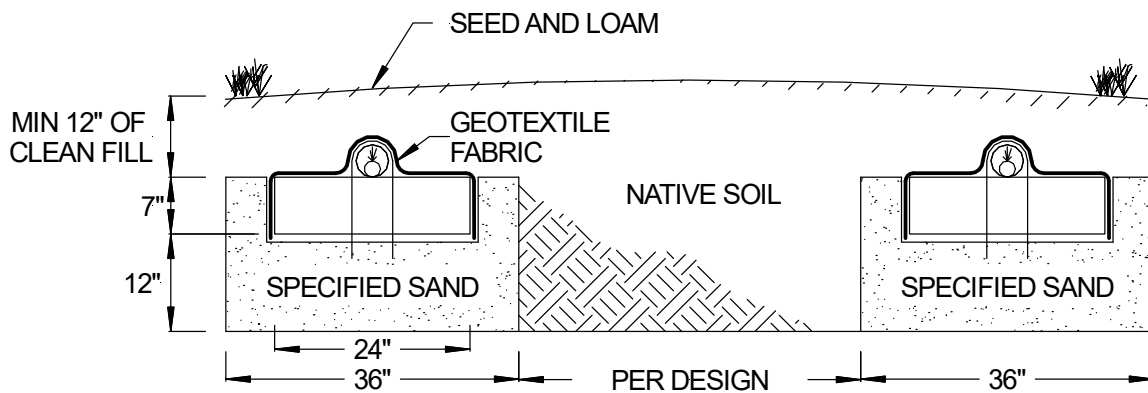 SEED AND LOAM
MIN 12" OF
CLEAN FILL
GEOTEXTILE
FABRIC
7"
NATIVE SOIL
12"
SPECIFIED SAND
SPECIFIED SAND
24"
36"
PER DESIGN
36"